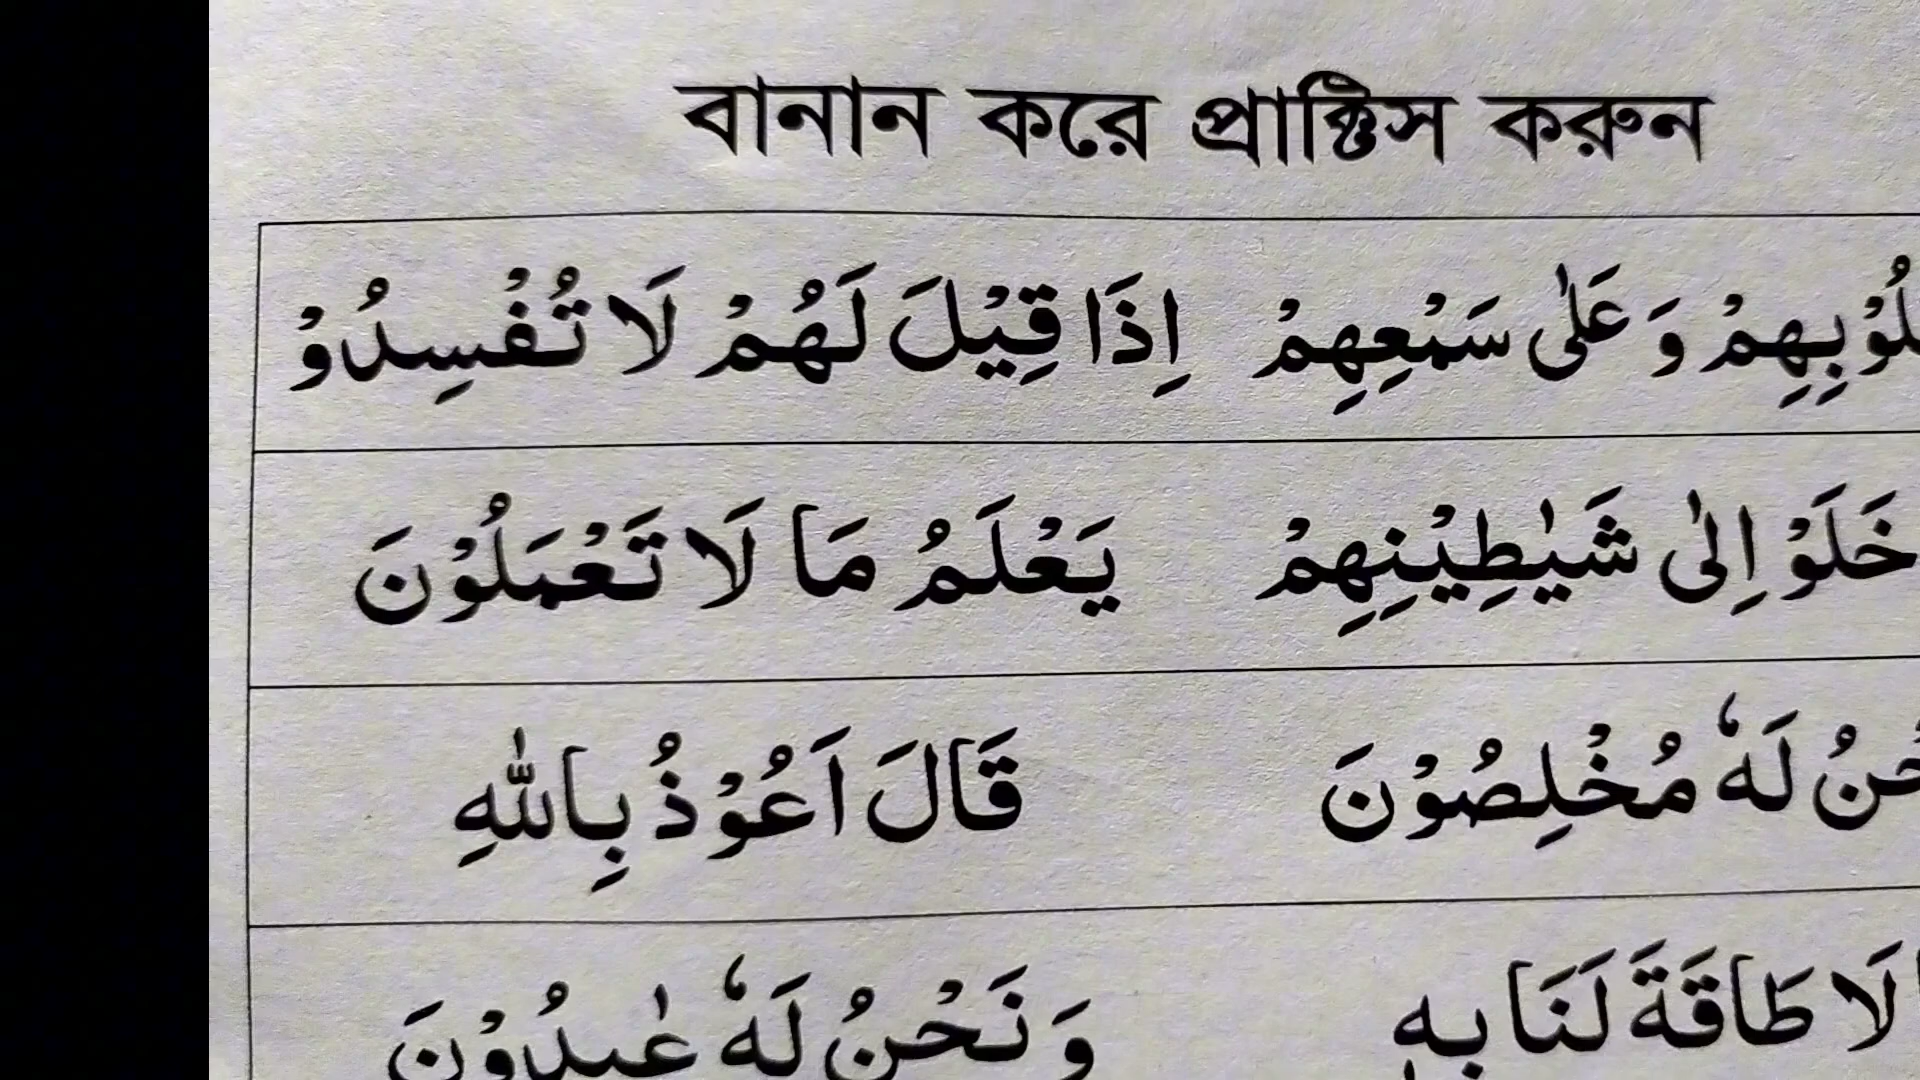 বানান করে প্রাক্টিস করুন
وَ عَلٰى سَمْعِهِمْ اِذَا قِيْلَ لَهُمْ لَا تُفْسِدُوْ
خَلَوْ اِلٰى شَيٰطِيْنِهِمْ يَعْلَمُ مَا لَا تَعْمَلُوْنَ
لَهٗ مُخْلِصُوْنَ قَالَ اَعُوْذُ بِاللّٰهِ
لَا طَاقَةَ لَنَا بِهٖ وَ نَحْنُ لَهٗ عٰبِدُوْنَ